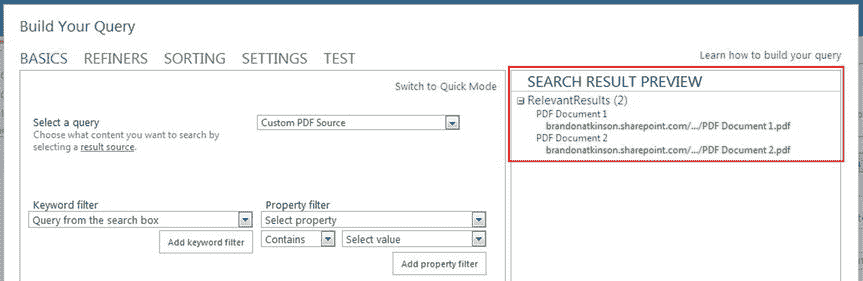 Build Your Query
BASICS REFINERS SORTING SETTINGS TEST
Learn how to build your query
Switch to Quick Mode
Select a query
Choose what content you want to search by
selecting a result source.
Custom PDF Source
Keyword filter
Query from the search box
Add keyword filter
Property filter
Select property
Contains
Select value
Add property filter
SEARCH RESULT PREVIEW
RelevantResults (2)
PDF Document 1
brandonatkinson.sharepoint.com/.../PDF Document 1.pdf
PDF Document 2
brandonatkinson.sharepoint.com/.../PDF Document 2.pdf